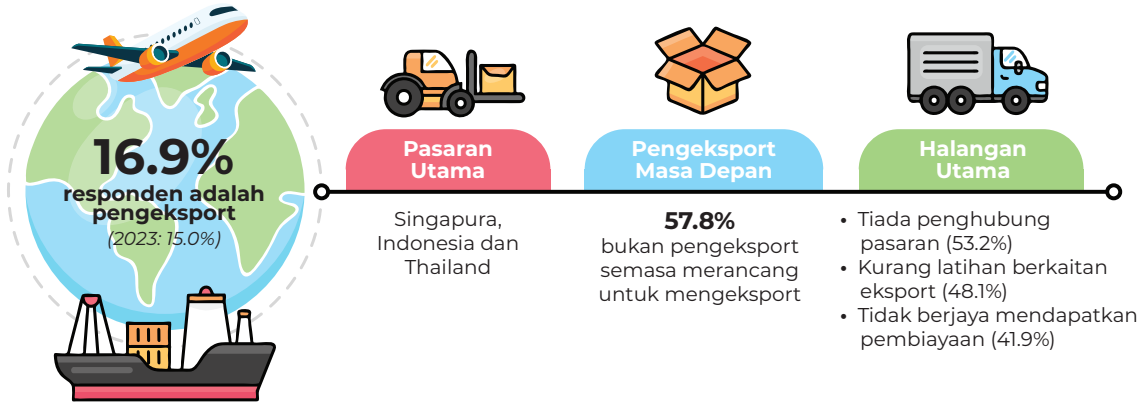 16.9%
responden adalah
pengeksport
(2023: 15.0%)
Pasaran
Utama
Singapura,
Indonesia dan
Thailand
Pengeksport
Masa Depan
57.8%
bukan pengeksport
semasa merancang
untuk mengeksport
Halangan
Utama
• Tiada penghubung
pasaran (53.2%)
• Kurang latihan berkaitan
eksport (48.1%)
• Tidak berjaya mendapatkan
pembiayaan (41.9%)